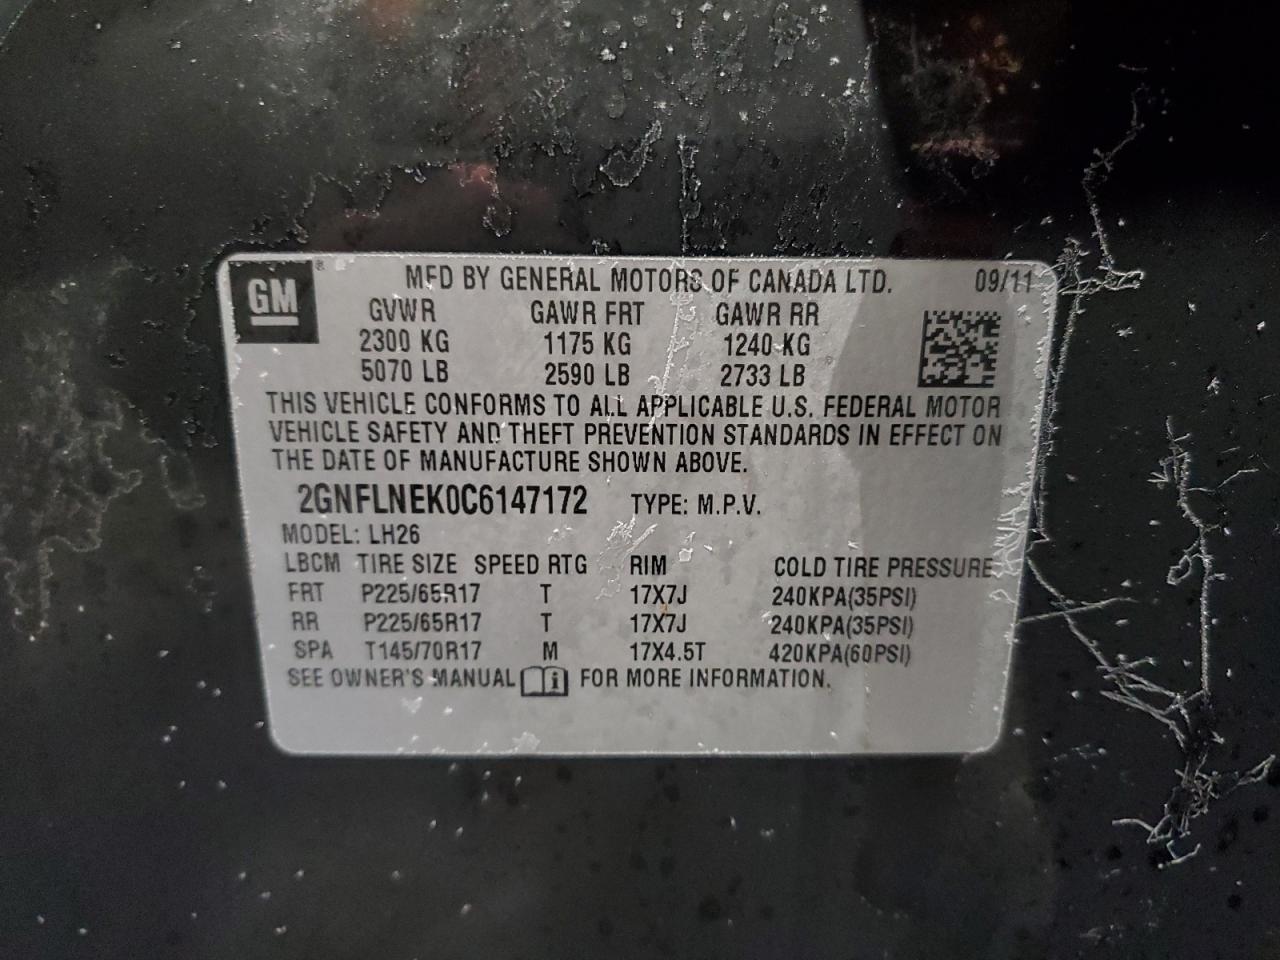 GM ® MFD BY GENERAL MOTORS OF CANADA LTD. 09/11
GVWR GAWR FRT GAWR RR
2300 KG 1175 KG 1240 KG
5070 LB 2590 LB 2733 LB
THIS VEHICLE CONFORMS TO ALL APPLICABLE U.S. FEDERAL MOTOR
VEHICLE SAFETY AND THEFT PREVENTION STANDARDS IN EFFECT ON
THE DATE OF MANUFACTURE SHOWN ABOVE.
2GNFLNEK0C6147172 TYPE: M.P.V.
MODEL: LH26
LBCM TIRE SIZE SPEED RTG RIM COLD TIRE PRESSURE
FRT P225/65R17 T 17X7J 240KPA(35PSI)
RR P225/65R17 T 17X7J 240KPA(35PSI)
SPA T145/70R17 M 17X4.5T 420KPA(60PSI)
SEE OWNER'S MANUAL i FOR MORE INFORMATION.